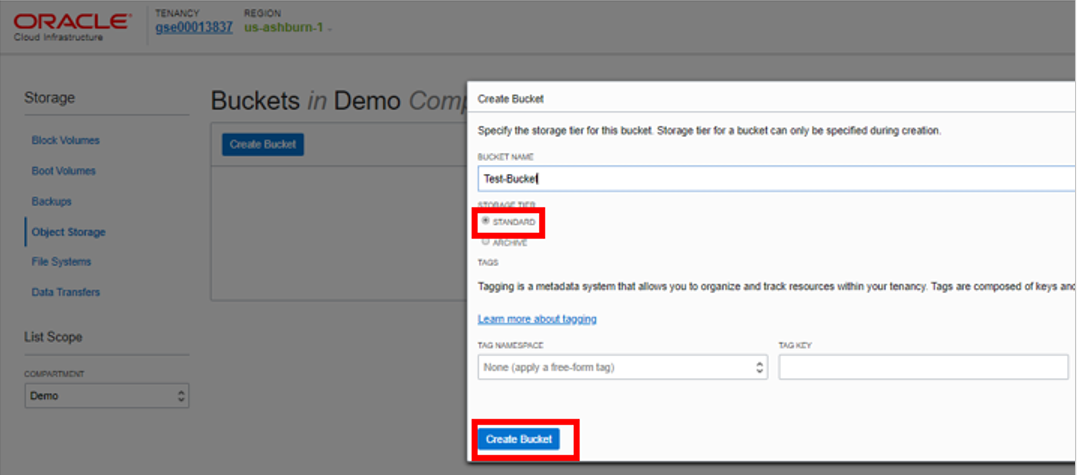 ORACLE
Cloud Infrastructure
TENANCY
gse00013837
REGION
us-ashburn-1
Storage
Block Volumes
Boot Volumes
Backups
Object Storage
File Systems
Data Transfers
List Scope
COMPARTMENT
Demo
Buckets in Demo Comp
Create Bucket
Create Bucket
Specify the storage tier for this bucket. Storage tier for a bucket can only be specified during creation.
BUCKET NAME
Test-Bucket
STORAGE TIER
STANDARD
ARCHIVE
TAGS
Tagging is a metadata system that allows you to organize and track resources within your tenancy. Tags are composed of keys and
Learn more about tagging
TAG NAMESPACE
None (apply a free-form tag)
TAG KEY
Create Bucket